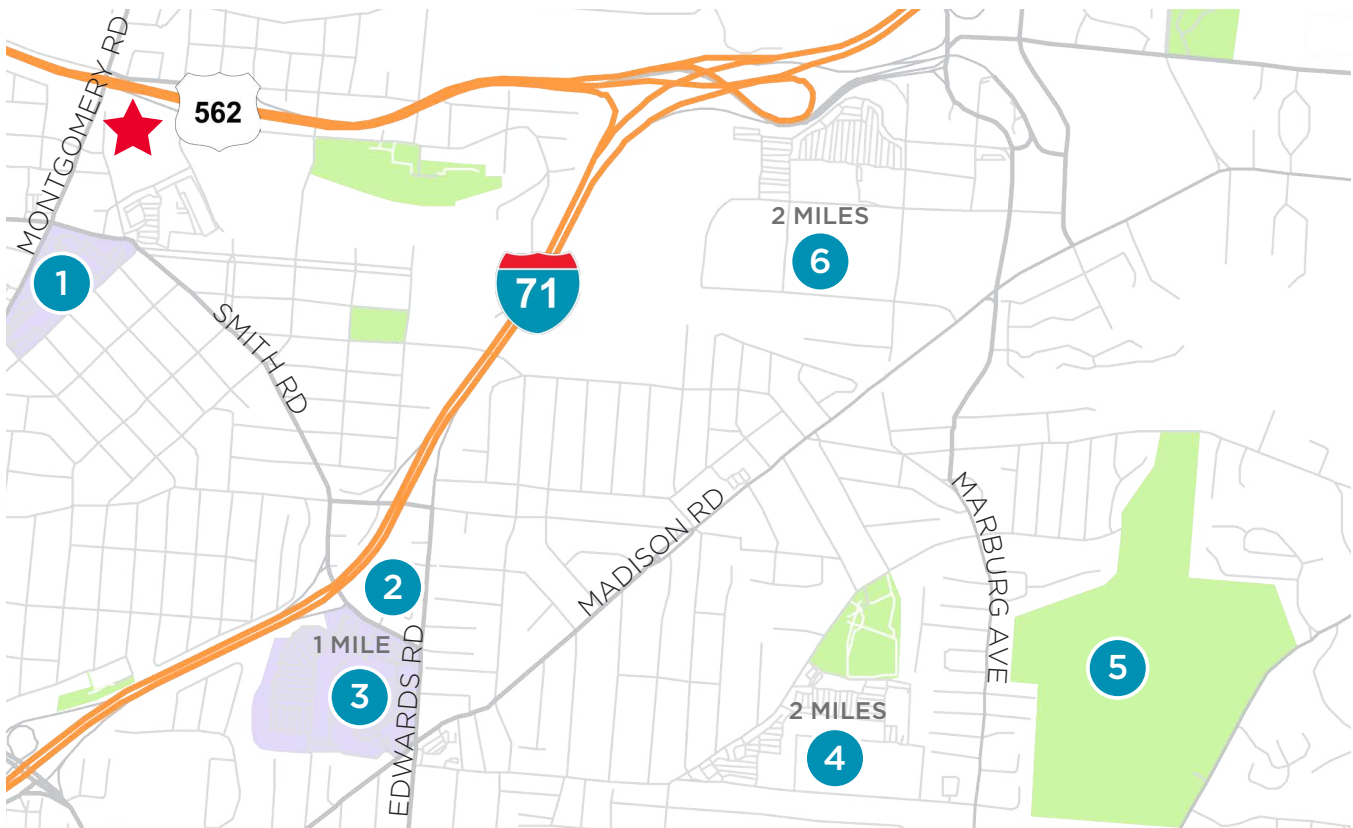 MONTGOMERY RD
562
2 MILES
6
1
71
SMITH RD
MADISON RD
MARBURG AVE
2
1 MILE
3
EDWARDS RD
5
2 MILES
4